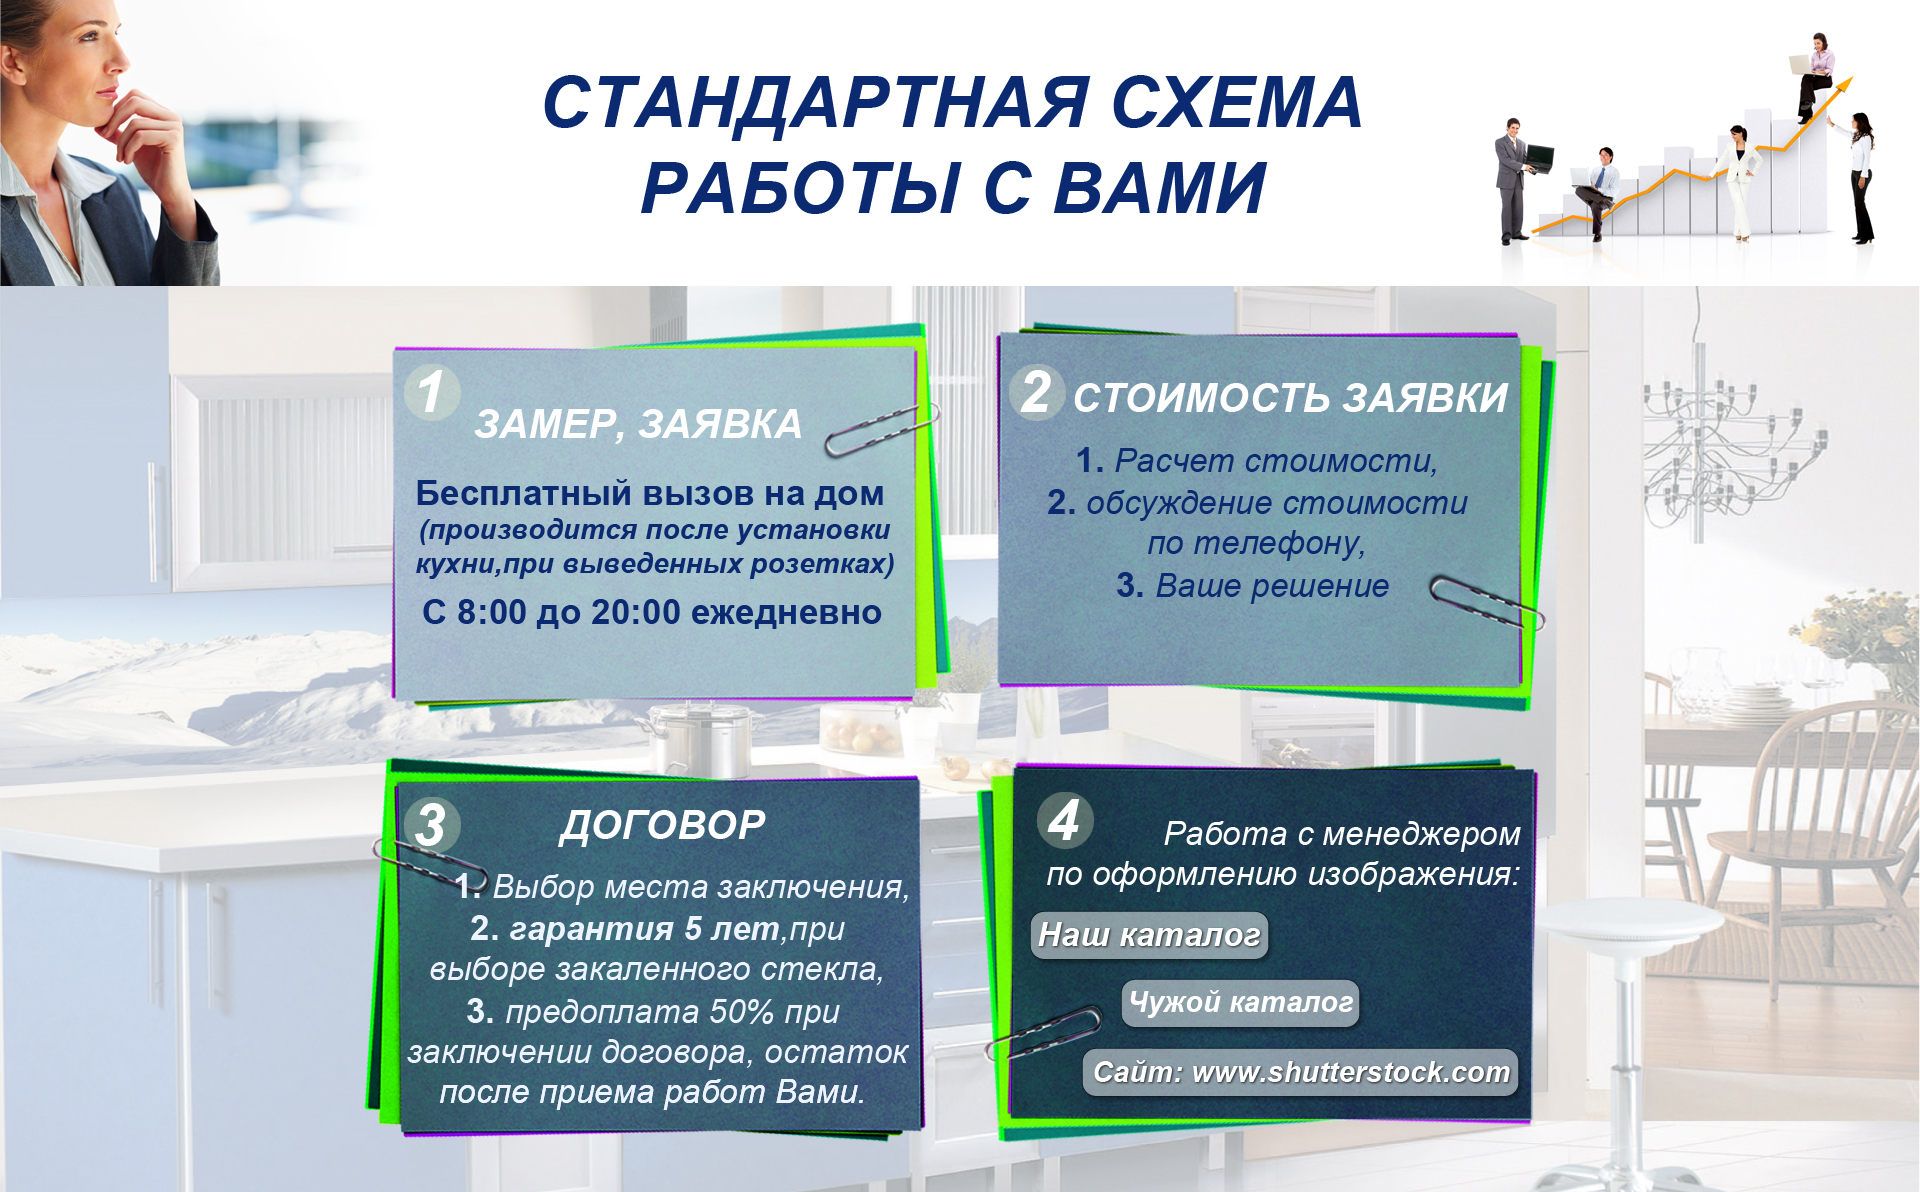 СТАНДАРТНАЯ СХЕМА
РАБОТЫ С ВАМИ
1
ЗАМЕР, ЗАЯВКА
Бесплатный вызов на дом
(производится после установки
кухни,при выведенных розетках)
С 8:00 до 20:00 ежедневно
2 СТОИМОСТЬ ЗАЯВКИ
1. Расчет стоимости,
2. обсуждение стоимости
по телефону,
3. Ваше решение
3 ДОГОВОР
1. Выбор места заключения,
2. гарантия 5 лет,при
выборе закаленного стекла,
3. предоплата 50% при
заключении договора, остаток
после приема работ Вами.
4
Работа с менеджером
по оформлению изображения:
Наш каталог
Чужой каталог
Сайт: www.shutterstock.com